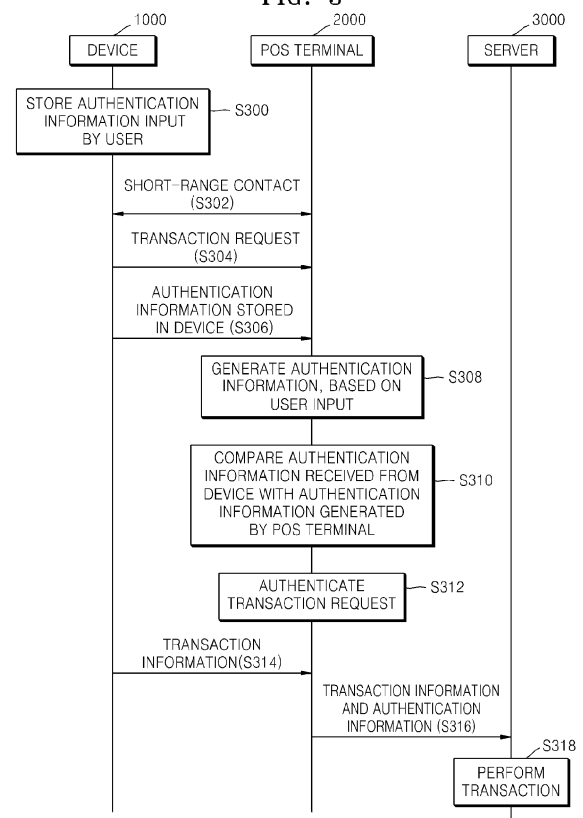 FIG. 3
1000
2000
3000
DEVICE
POS TERMINAL
SERVER
STORE AUTHENTICATION
INFORMATION INPUT
BY USER
S300
SHORT-RANGE CONTACT
(S302)
TRANSACTION REQUEST
(S304)
AUTHENTICATION
INFORMATION STORED
IN DEVICE (S306)
GENERATE AUTHENTICATION
INFORMATION, BASED ON
USER INPUT
S308
COMPARE AUTHENTICATION
INFORMATION RECEIVED FROM
DEVICE WITH AUTHENTICATION
INFORMATION GENERATED
BY POS TERMINAL
S310
AUTHENTICATE
TRANSACTION REQUEST
S312
TRANSACTION
INFORMATION(S314)
TRANSACTION INFORMATION
AND AUTHENTICATION
INFORMATION (S316)
S318
PERFORM
TRANSACTION